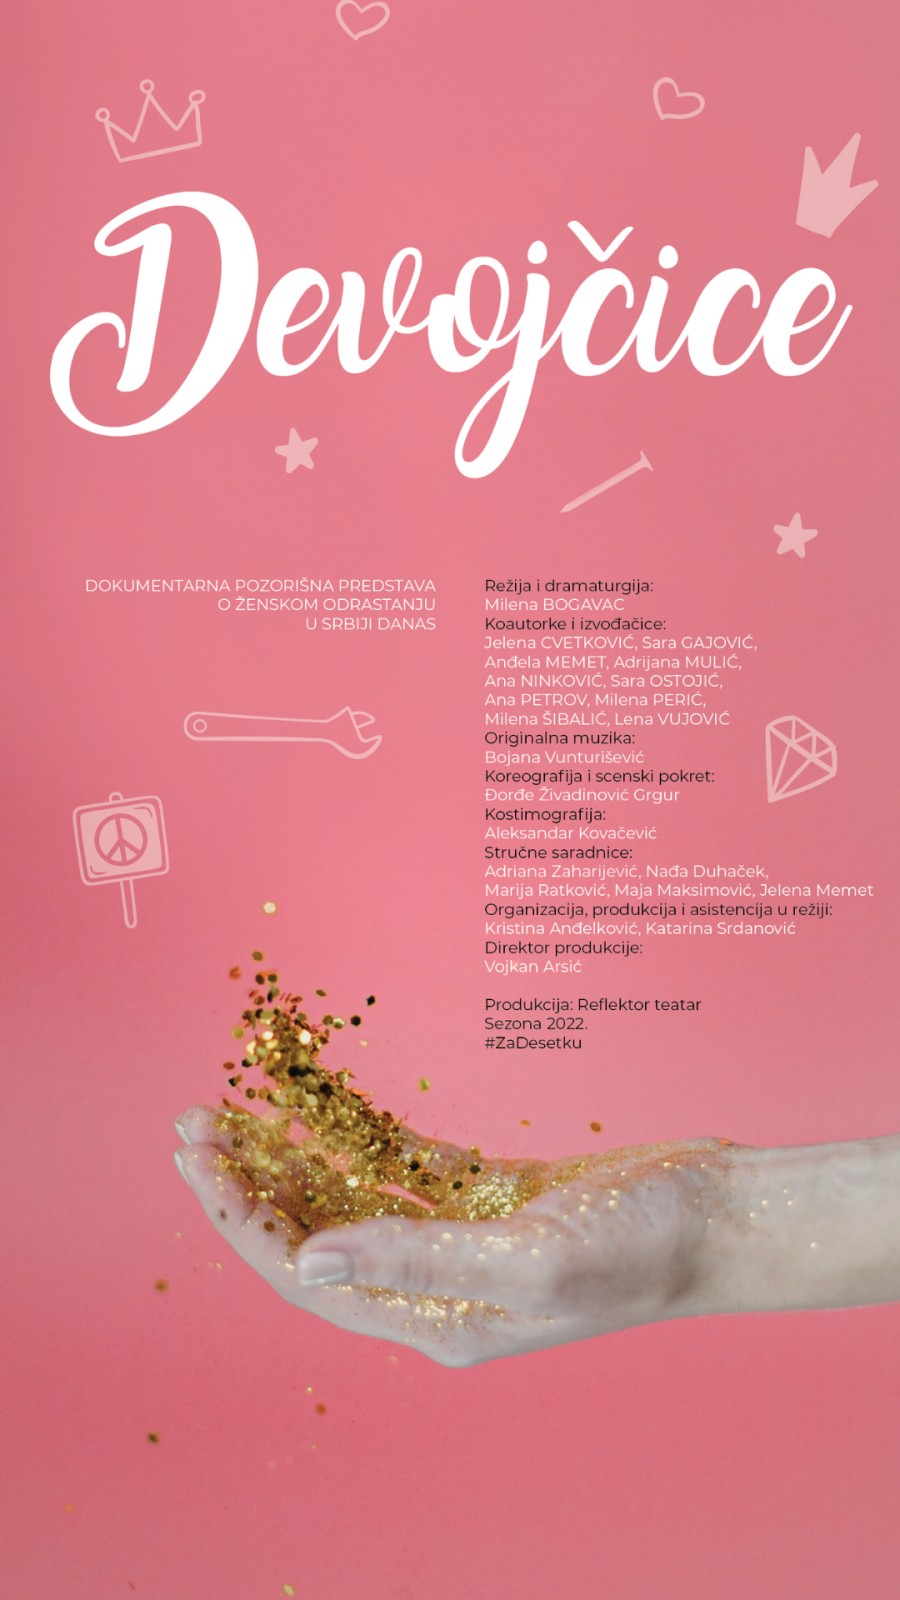 Devojčice
DOKUMENTARNA POZORIŠNA PREDSTAVA
O ŽENSKOM ODRASTANJU
U SRBIJI DANAS
Režija i dramaturgija:
Milena BOGAVAC
Koautorke i izvođačice:
Jelena CVETKOVIĆ, Sara GAJOVIĆ,
Anđela MEMET, Adrijana MULIĆ,
Ana NINKOVIĆ, Sara OSTOJIĆ,
Ana PETROV, Milena PERIĆ,
Milena ŠIBALIĆ, Lena VUJOVIĆ
Originalna muzika:
Bojana Vunturišević
Koreografija i scenski pokret:
Đorđe Živadinović Grgur
Kostimografija:
Aleksandar Kovačević
Stručne saradnice:
Adriana Zaharijević, Nađa Duhaček,
Marija Ratković, Maja Maksimović, Jelena Memet
Organizacija, produkcija i asistencija u režiji:
Kristina Anđelković, Katarina Srdanović
Direktor produkcije:
Vojkan Arsić
Produkcija: Reflektor teatar
Sezona 2022.
#ZaDesetku